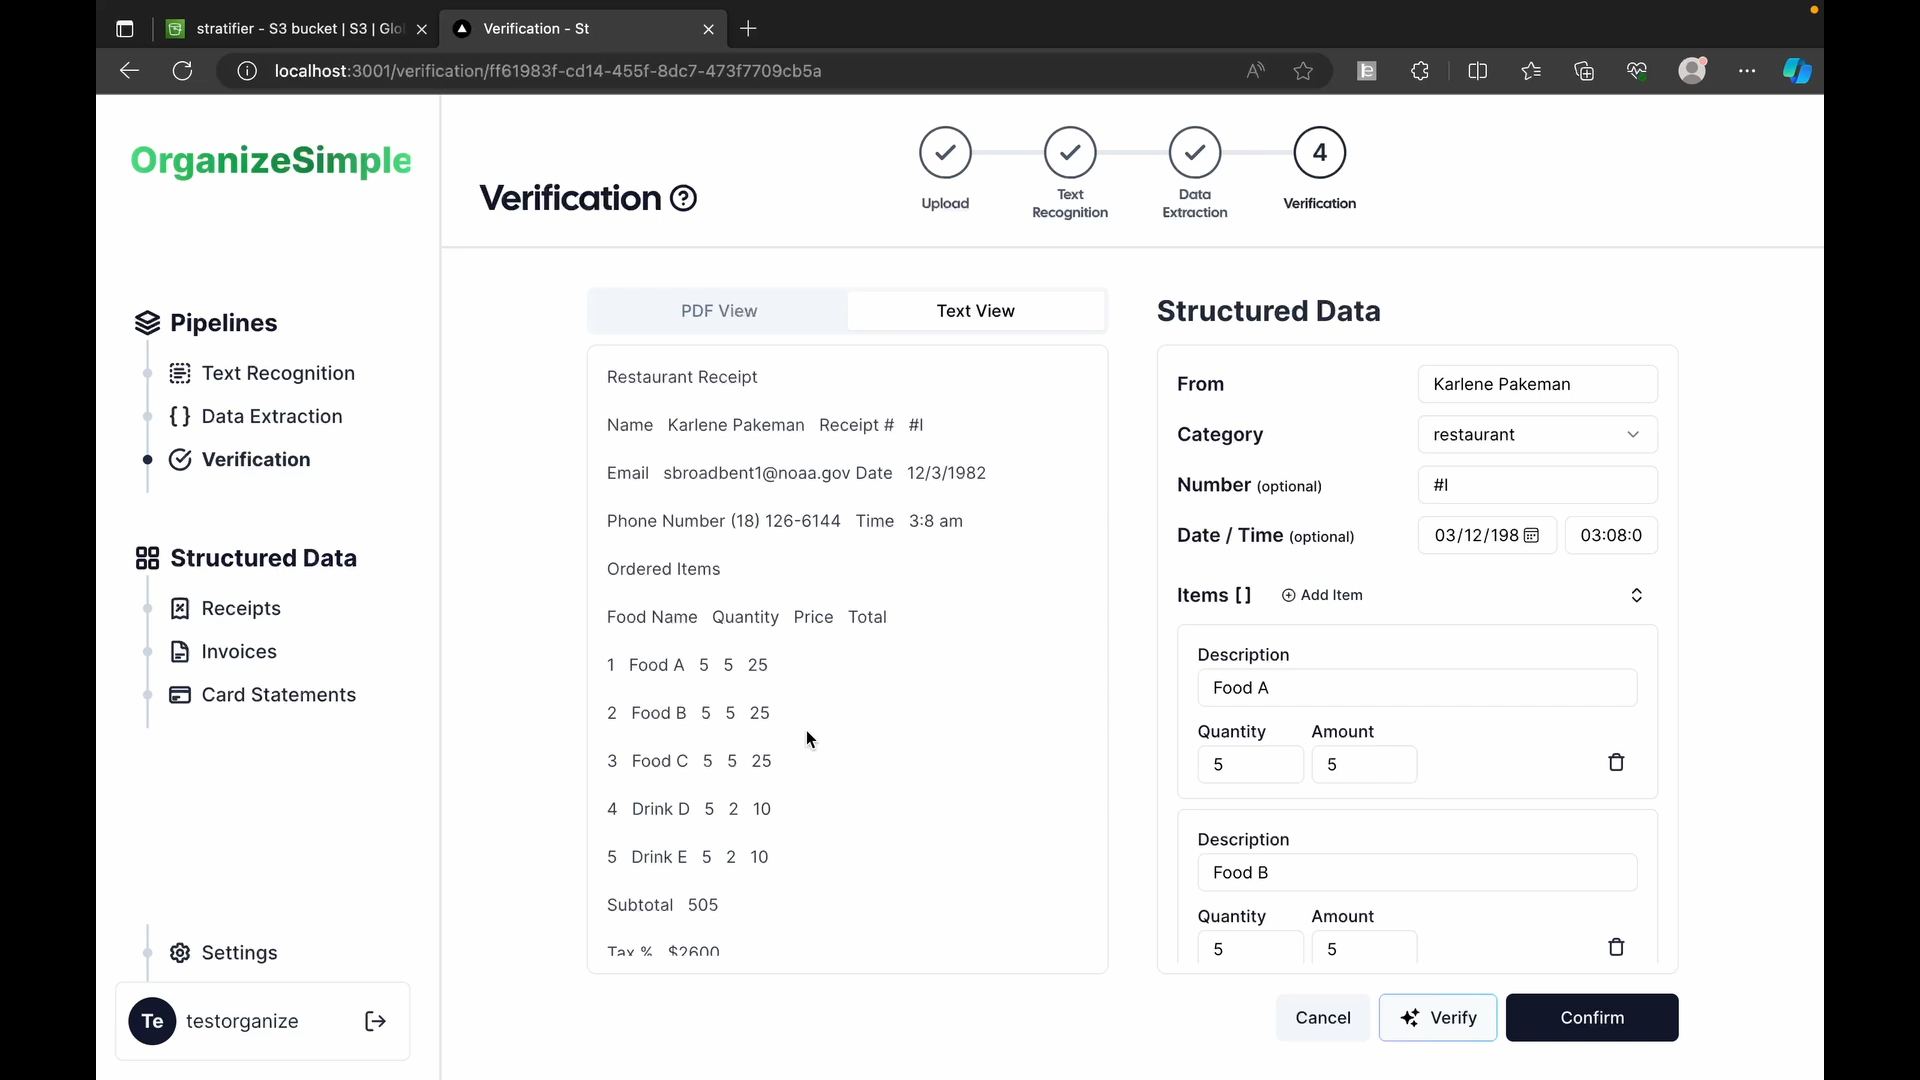 stratifier - S3 bucket | S3 | Glo
Verification - St
localhost:3001/verification/ff61983f-cd14-455f-8dc7-473f7709cb5a
OrganizeSimple
Pipelines
Text Recognition
Data Extraction
Verification
Structured Data
Receipts
Invoices
Card Statements
Settings
Te testorganize
Verification
Upload
Text Recognition
Data Extraction
4
Verification
PDF View Text View
Restaurant Receipt
Name Karlene Pakeman Receipt # #I
Email sbroadbent1@noaa.gov Date 12/3/1982
Phone Number (18) 126-6144 Time 3:8 am
Ordered Items
Food Name Quantity Price Total
1 Food A 5 5 25
2 Food B 5 5 25
3 Food C 5 5 25
4 Drink D 5 2 10
5 Drink E 5 2 10
Subtotal 505
Tax % $2600
Structured Data
From Karlene Pakeman
Category restaurant
Number (optional) #I
Date / Time (optional) 03/12/198 03:08:0
Items [ ] Add Item
Description
Food A
Quantity Amount
5 5
Description
Food B
Quantity Amount
5 5
Cancel Verify Confirm